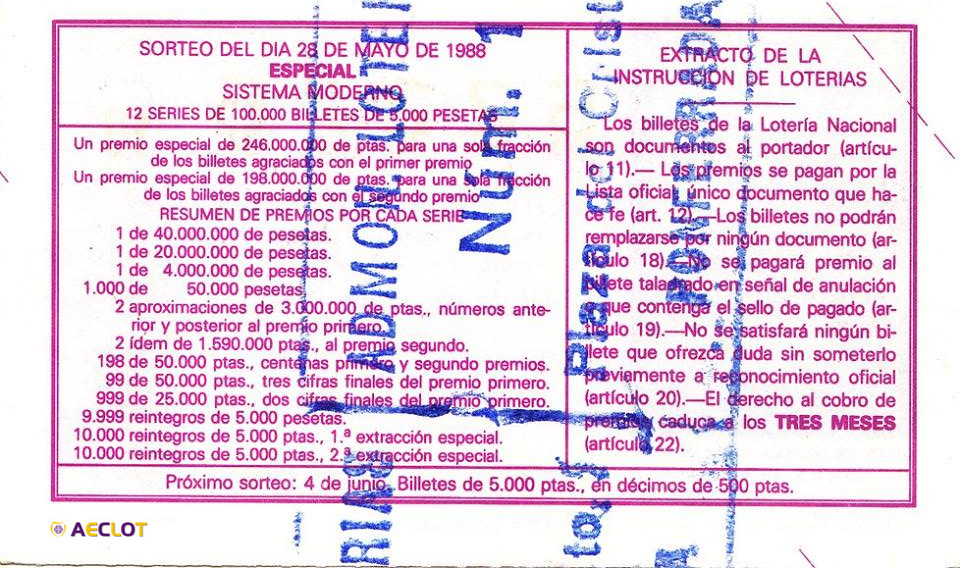 SORTEO DEL DIA 28 DE MAYO DE 1988
ESPECIAL
SISTEMA MODERNO
12 SERIES DE 100.000 BILLETES DE 5.000 PESETAS
Un premio especial de 246.000.000 de ptas. para una sola fracción
de los billetes agraciados con el primer premio
Un premio especial de 198.000.000 de ptas. para una sola fracción
de los billetes agraciados con el segundo premio
RESUMEN DE PREMIOS POR CADA SERIE
1 de 40.000.000 de pesetas.
1 de 20.000.000 de pesetas.
1 de 4.000.000 de pesetas.
1.000 de 50.000 pesetas.
2 aproximaciones de 3.000.000 de ptas., números ante-
rior y posterior al premio primero.
2 ídem de 1.590.000 ptas., al premio segundo.
198 de 50.000 ptas., centenas primero y segundo premios.
99 de 50.000 ptas., tres cifras finales del premio primero.
999 de 25.000 ptas., dos cifras finales del premio primero.
9.999 reintegros de 5.000 pesetas.
10.000 reintegros de 5.000 ptas., 1.ª extracción especial.
10.000 reintegros de 5.000 ptas., 2.ª extracción especial.
EXTRACTO DE LA
INSTRUCCIÓN DE LOTERIAS
Los billetes de la Lotería Nacional
son documentos al portador (artícu-
lo 11).— Los premios se pagan por la
Lista oficial, único documento que ha-
ce fe (art. 12).—Los billetes no podrán
remplazarse por ningún documento (ar-
tículo 18).—No se pagará premio al
billete taladrado en señal de anulación
o que contenga el sello de pagado (ar-
tículo 19).—No se satisfará ningún bi-
llete que ofrezca duda sin someterlo
previamente a reconocimiento oficial
(artículo 20).—El derecho al cobro de
premios caduca a los TRES MESES
(artículo 22).
Próximo sorteo: 4 de junio. Billetes de 5.000 ptas., en décimos de 500 ptas.
Núm. 1
Plaza del
AECLOT